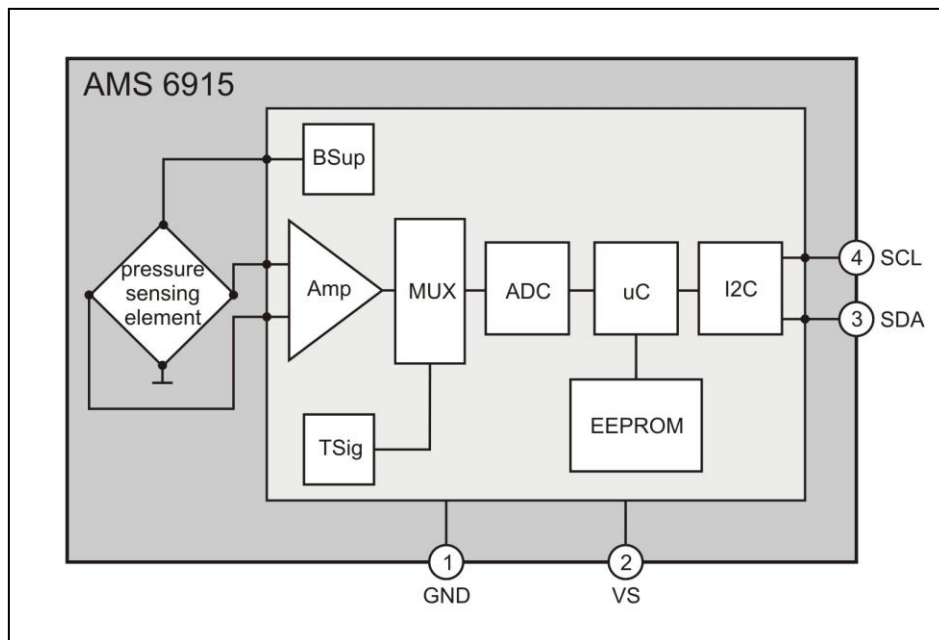 AMS 6915
BSup
pressure
sensing
element
Amp
MUX
ADC
uC
I2C
4 SCL
3 SDA
TSig
EEPROM
1
GND
2
VS